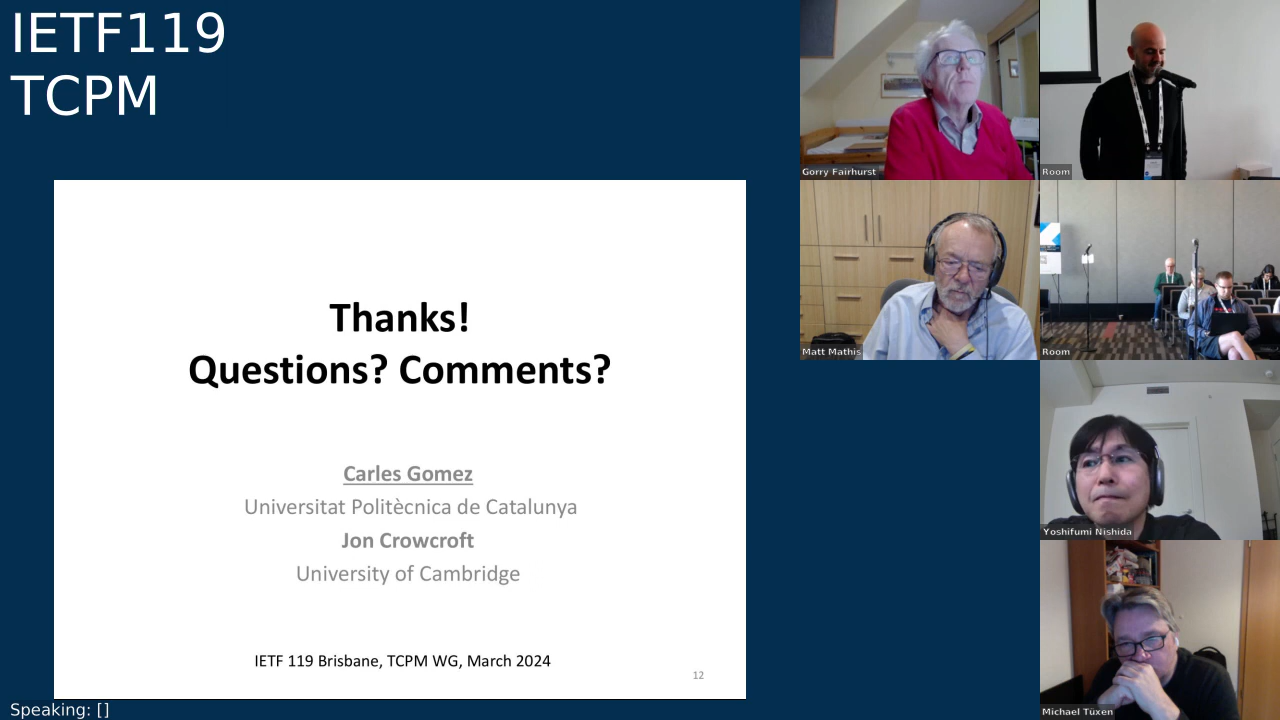 IETF119
TCPM
Thanks!
Questions? Comments?
Carles Gomez
Universitat Politècnica de Catalunya
Jon Crowcroft
University of Cambridge
IETF 119 Brisbane, TCPM WG, March 2024
12
Speaking: []
Gorry Fairhurst
Room
Matt Mathis
Room
Yoshifumi Nishida
Michael Tüxen